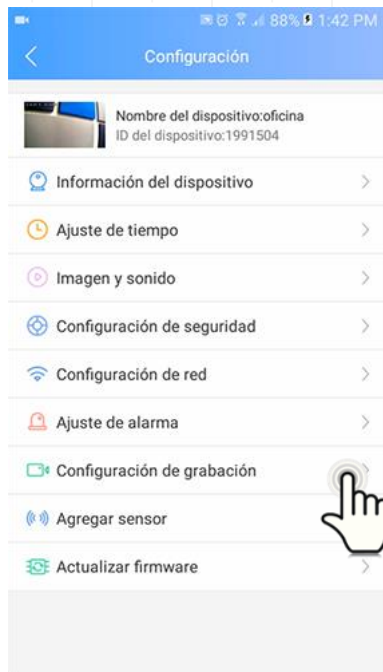 88% 1:42 PM
Configuración
Nombre del dispositivo:oficina
ID del dispositivo:1991504
Información del dispositivo
Ajuste de tiempo
Imagen y sonido
Configuración de seguridad
Configuración de red
Ajuste de alarma
Configuración de grabación
Agregar sensor
Actualizar firmware